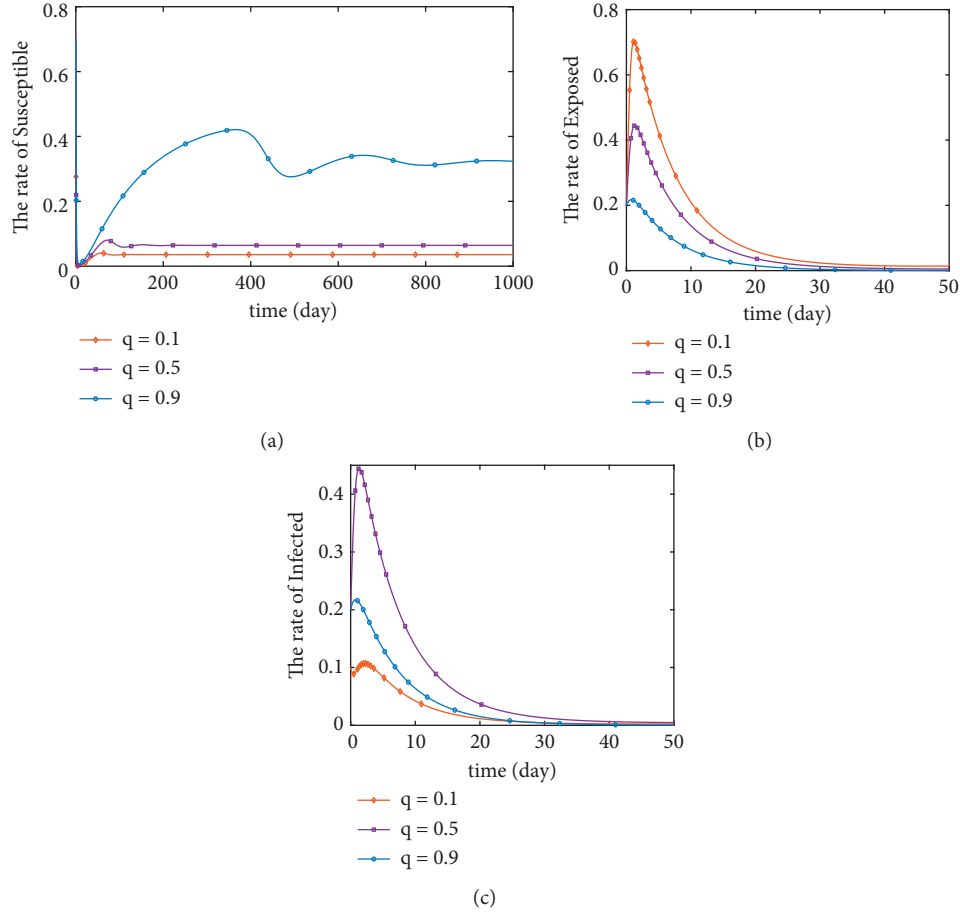 The rate of Susceptible
0.8
0.6
0.4
0.2
0
0 200 400 600 800 1000
time (day)
q = 0.1
q = 0.5
q = 0.9
(a)
The rate of Exposed
0.8
0.6
0.4
0.2
0
0 10 20 30 40 50
time (day)
q = 0.1
q = 0.5
q = 0.9
(b)
The rate of Infected
0.4
0.3
0.2
0.1
0
0 10 20 30 40 50
time (day)
q = 0.1
q = 0.5
q = 0.9
(c)